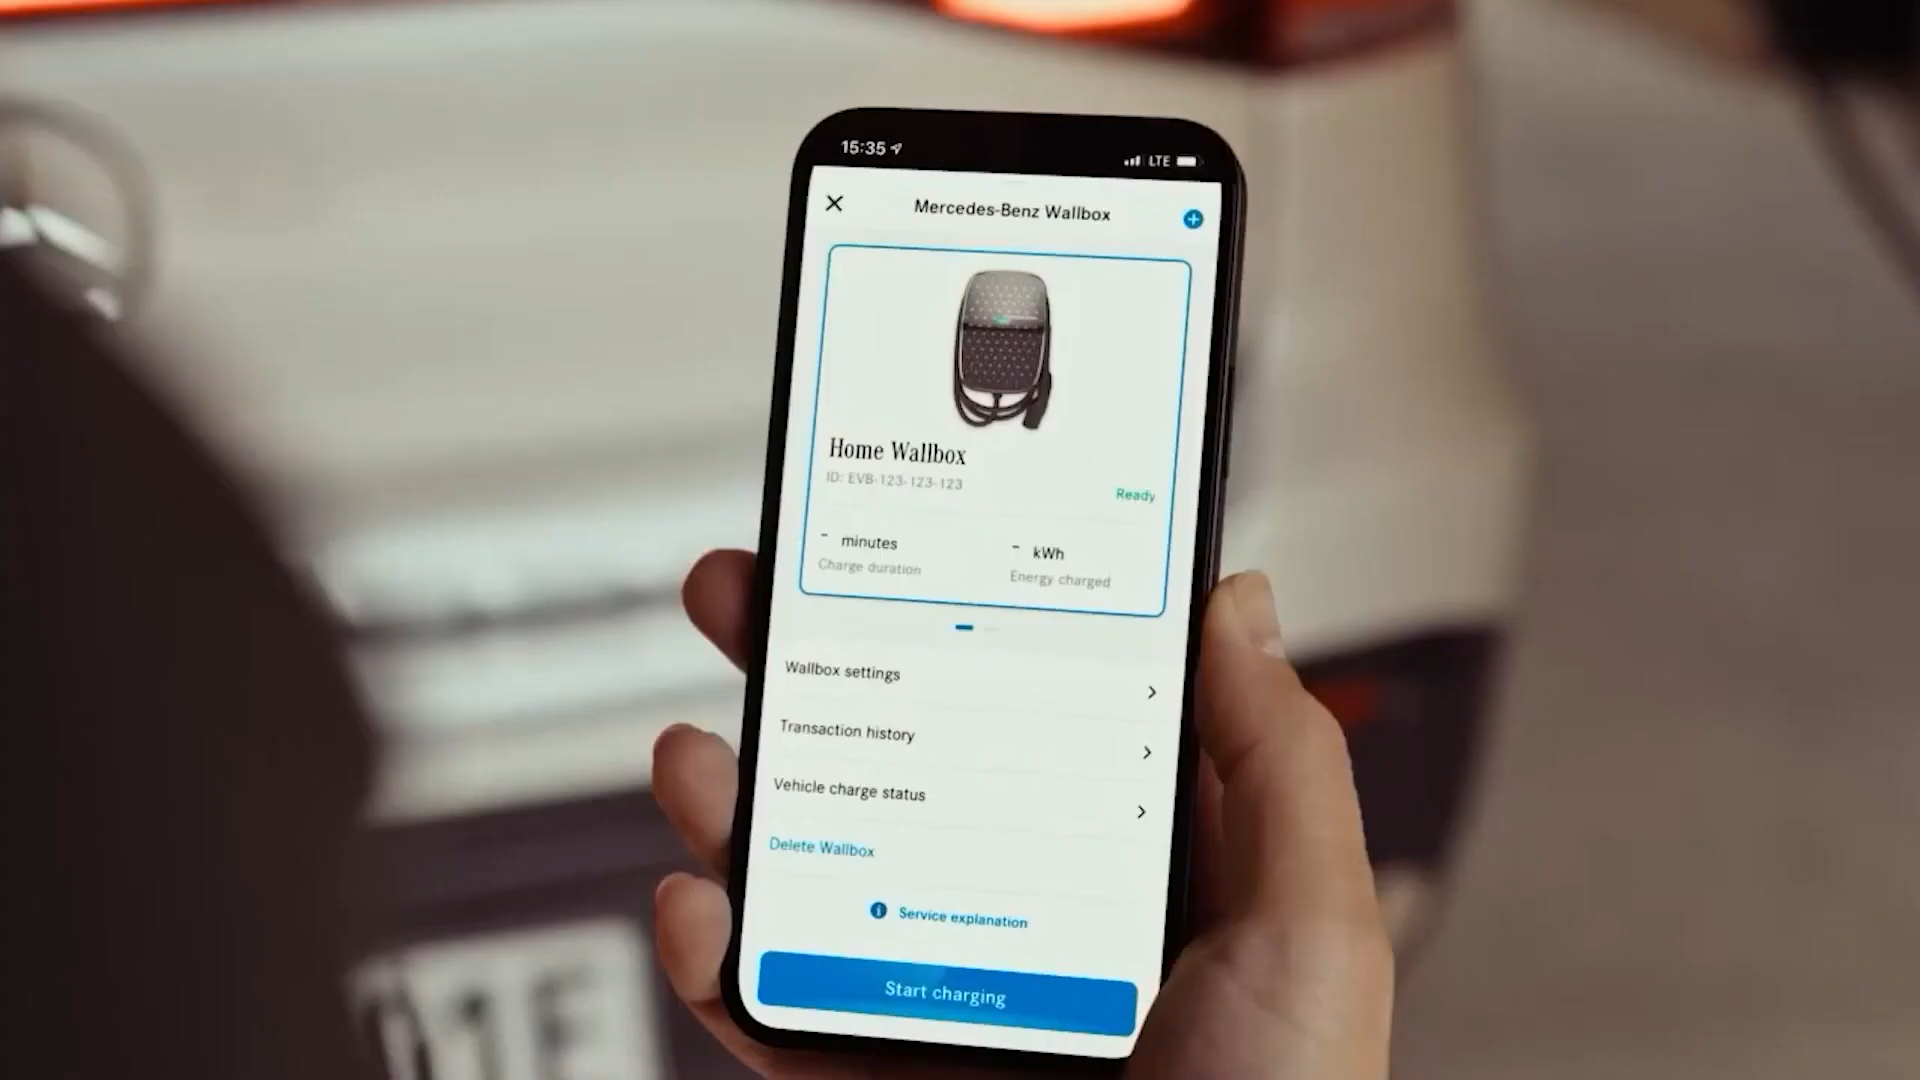 15:35
LTE
Mercedes-Benz Wallbox
Home Wallbox
ID: EVB-123-123-123
Ready
- minutes
- kWh
Charge duration
Energy charged
Wallbox settings
Transaction history
Vehicle charge status
Delete Wallbox
Service explanation
Start charging